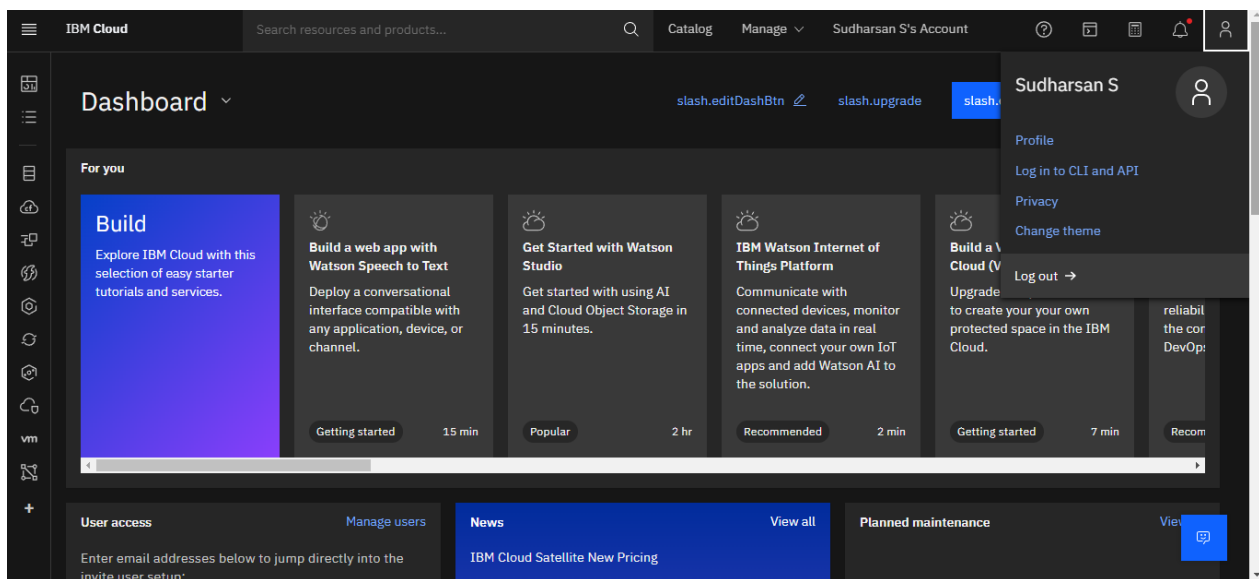 IBM Cloud
Search resources and products...
Catalog
Manage
Sudharsan S's Account
Sudharsan S
Profile
Log in to CLI and API
Privacy
Change theme
Log out →
Dashboard
slash.editDashBtn
slash.upgrade
slash.
For you
Build
Explore IBM Cloud with this
selection of easy starter
tutorials and services.
Build a web app with
Watson Speech to Text
Deploy a conversational
interface compatible with
any application, device, or
channel.
Getting started
15 min
Get Started with Watson
Studio
Get started with using AI
and Cloud Object Storage in
15 minutes.
Popular
2 hr
IBM Watson Internet of
Things Platform
Communicate with
connected devices, monitor
and analyze data in real
time, connect your own IoT
apps and add Watson AI to
the solution.
Recommended
2 min
Build a
Cloud (V
Upgrade
to create your your own
protected space in the IBM
Cloud.
Getting started
7 min
reliabil
the cor
DevOps
Recom
cf
vm
User access
Manage users
Enter email addresses below to jump directly into the
invite user setup:
News
View all
IBM Cloud Satellite New Pricing
Planned maintenance
View